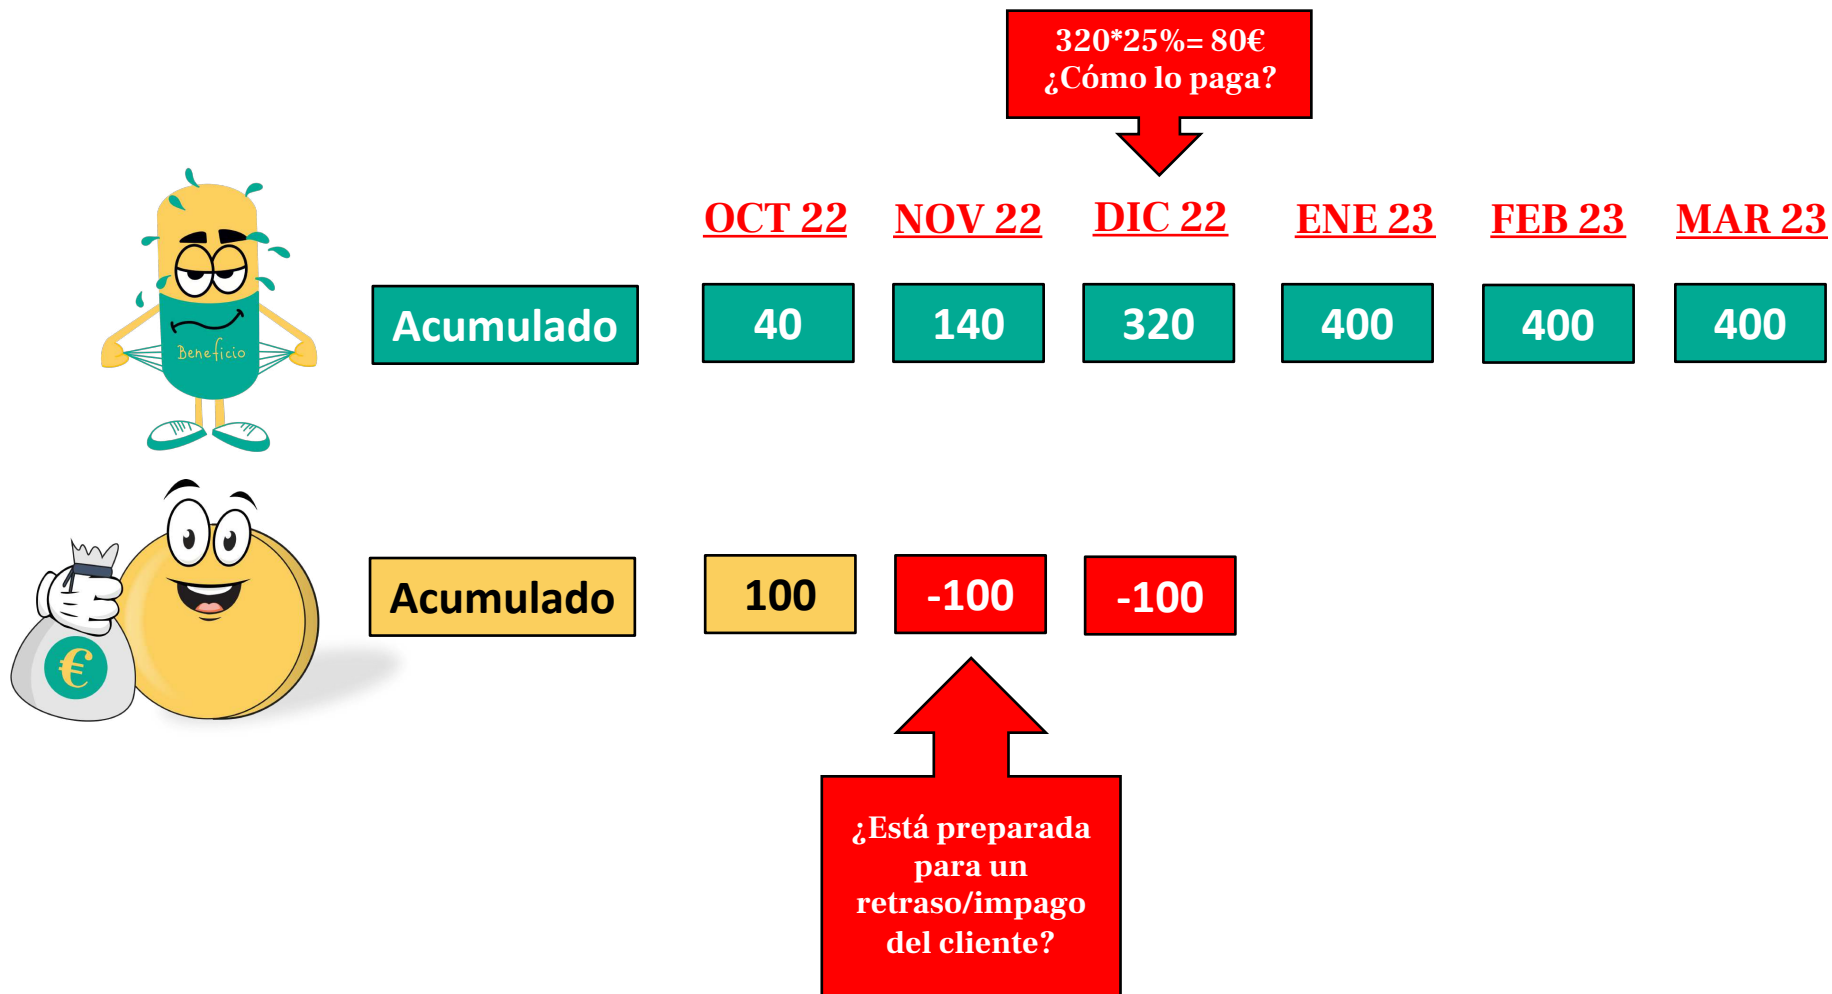 320*25%= 80€
¿Cómo lo paga?
OCT 22 NOV 22 DIC 22 ENE 23 FEB 23 MAR 23
Beneficio
Acumulado 40 140 320 400 400 400
€
Acumulado 100 -100 -100
¿Está preparada
para un
retraso/impago
del cliente?